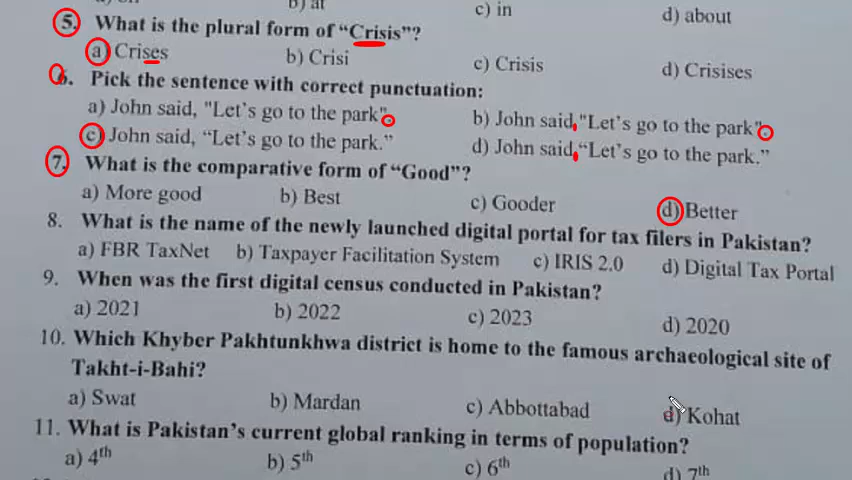 b) at c) in d) about
5. What is the plural form of “Crisis”?
a) Crises b) Crisi c) Crisis d) Crisises
6. Pick the sentence with correct punctuation:
a) John said, "Let’s go to the park". b) John said, "Let’s go to the park".
c) John said, “Let’s go to the park.” d) John said, “Let’s go to the park.”
7. What is the comparative form of “Good”?
a) More good b) Best c) Gooder d) Better
8. What is the name of the newly launched digital portal for tax filers in Pakistan?
a) FBR TaxNet b) Taxpayer Facilitation System c) IRIS 2.0 d) Digital Tax Portal
9. When was the first digital census conducted in Pakistan?
a) 2021 b) 2022 c) 2023 d) 2020
10. Which Khyber Pakhtunkhwa district is home to the famous archaeological site of
Takht-i-Bahi?
a) Swat b) Mardan c) Abbottabad d) Kohat
11. What is Pakistan’s current global ranking in terms of population?
a) 4th b) 5th c) 6th d) 7th